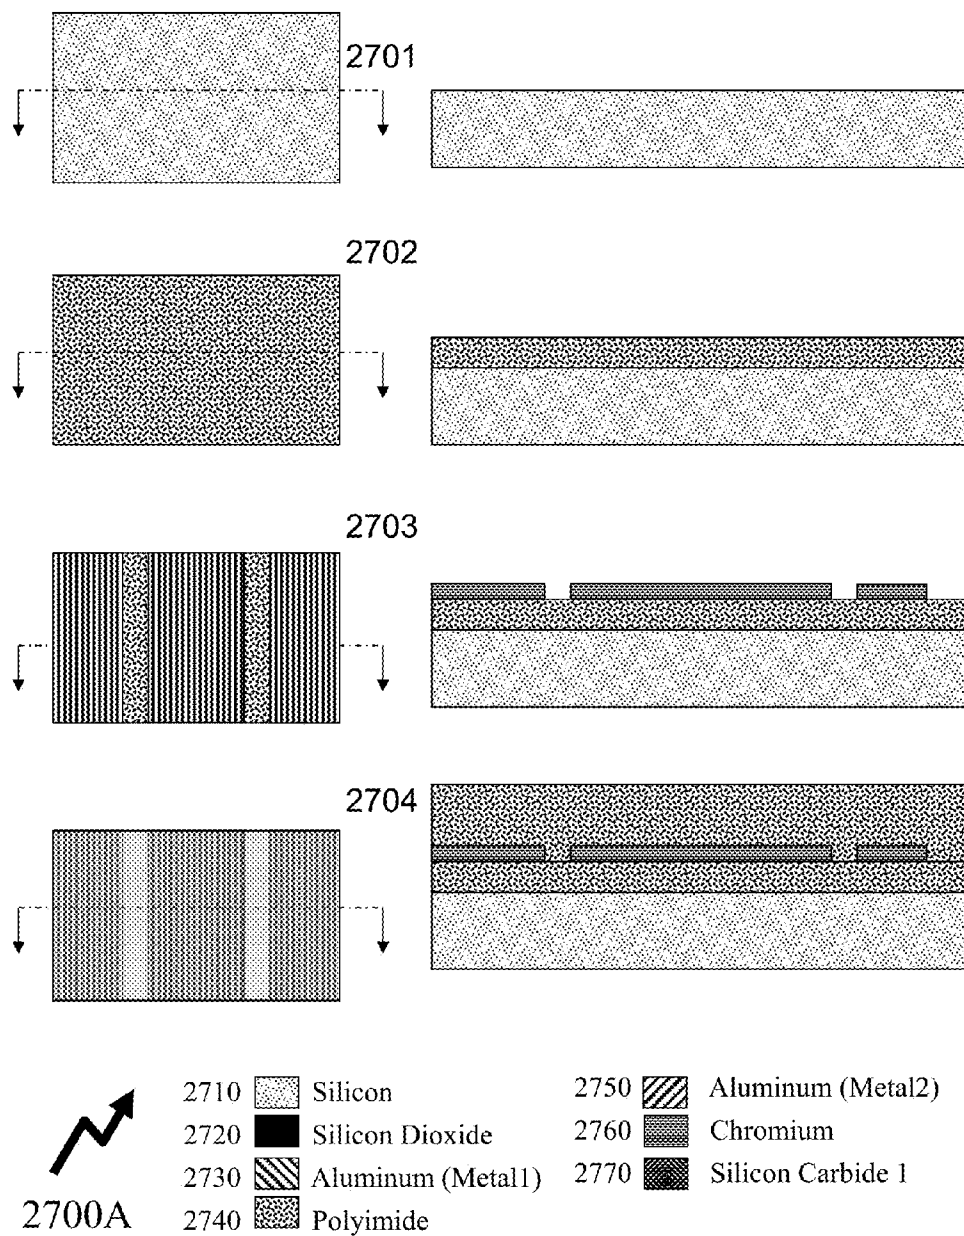 2701
2702
2703
2704
2700A
2710 Silicon
2720 Silicon Dioxide
2730 Aluminum (Metal1)
2740 Polyimide
2750 Aluminum (Metal2)
2760 Chromium
2770 Silicon Carbide 1